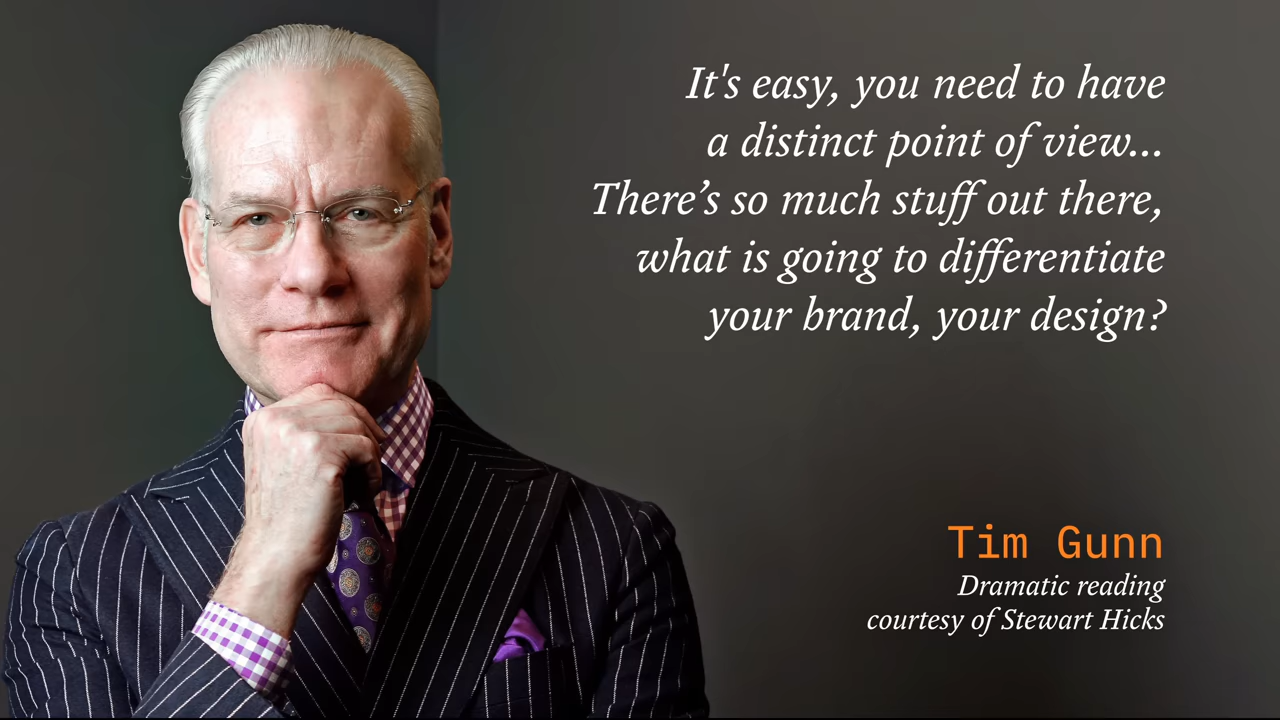 It's easy, you need to have
a distinct point of view...
There’s so much stuff out there,
what is going to differentiate
your brand, your design?
Tim Gunn
Dramatic reading
courtesy of Stewart Hicks